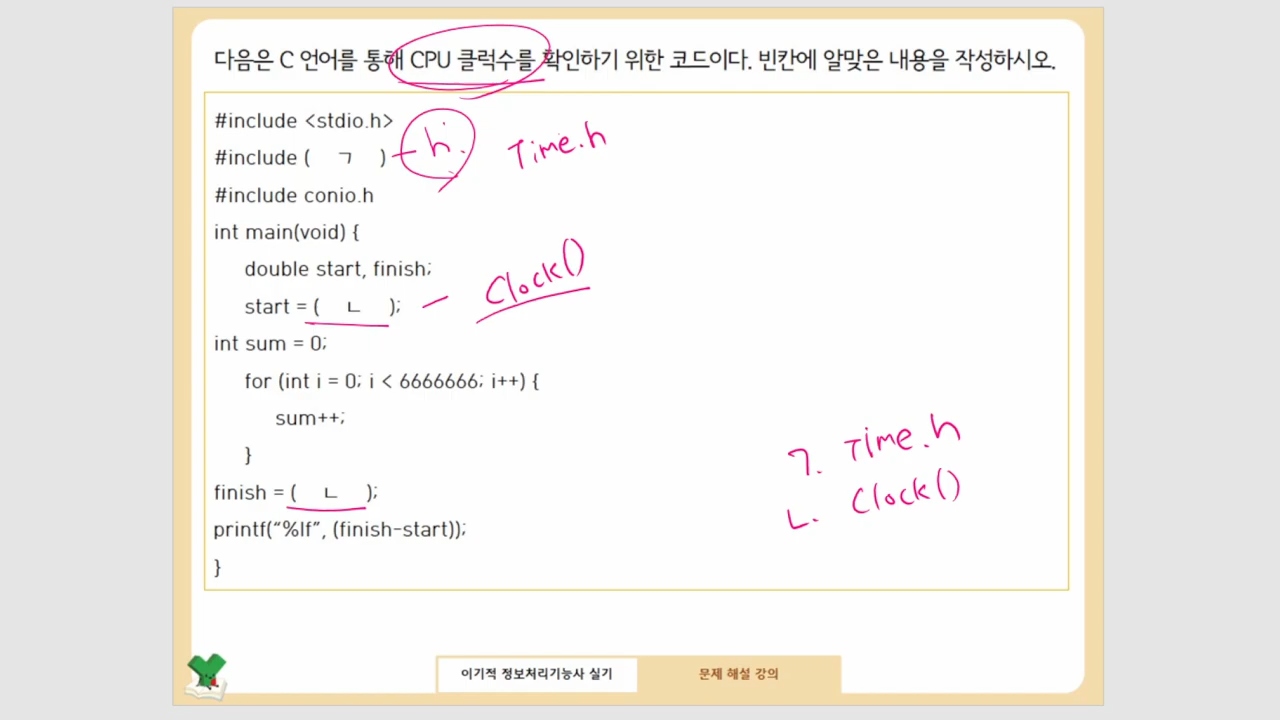 다음은 C 언어를 통해 CPU 클럭수를 확인하기 위한 코드이다. 빈칸에 알맞은 내용을 작성하시오.
#include <stdio.h>
#include ( ㄱ ) h. Time.h
#include conio.h
int main(void) {
double start, finish;
start = ( ㄴ ); Clock()
int sum = 0;
for (int i = 0; i < 6666666; i++) {
sum++;
}
finish = ( ㄴ );
printf("%lf", (finish-start));
}
ㄱ. Time.h
ㄴ. Clock()
이기적 정보처리기능사 실기
문제 해설 강의